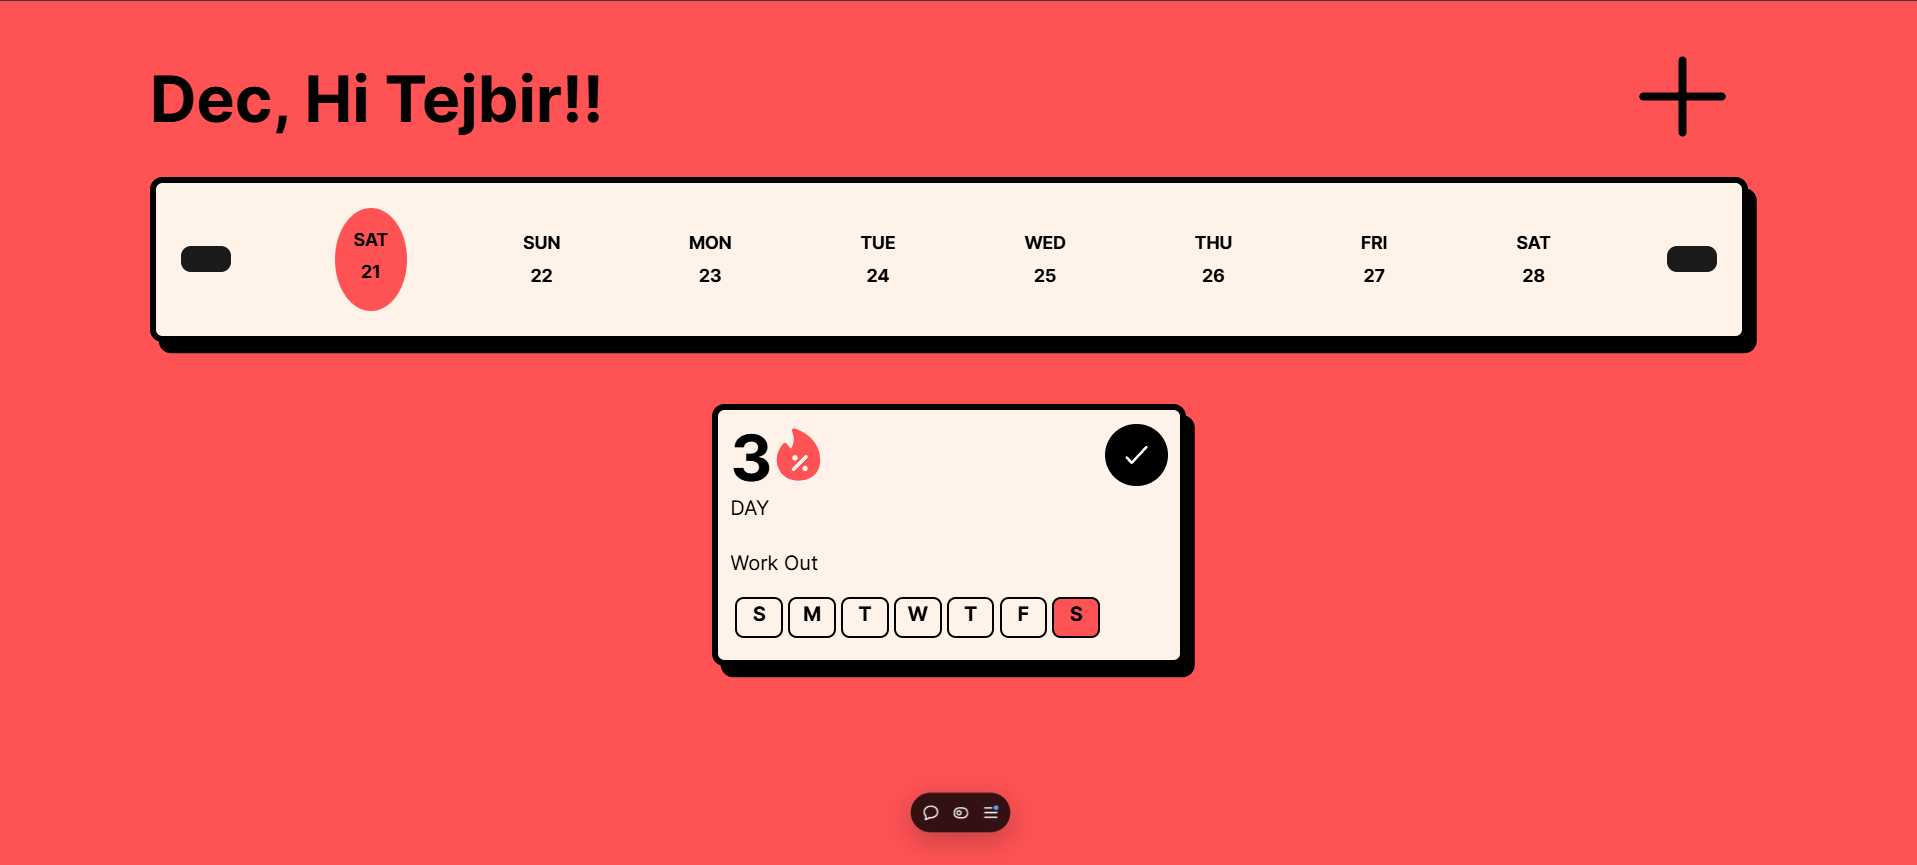 Dec, Hi Tejbir!!
SAT SUN MON TUE WED THU FRI SAT
21 22 23 24 25 26 27 28
3
DAY
Work Out
S M T W T F S